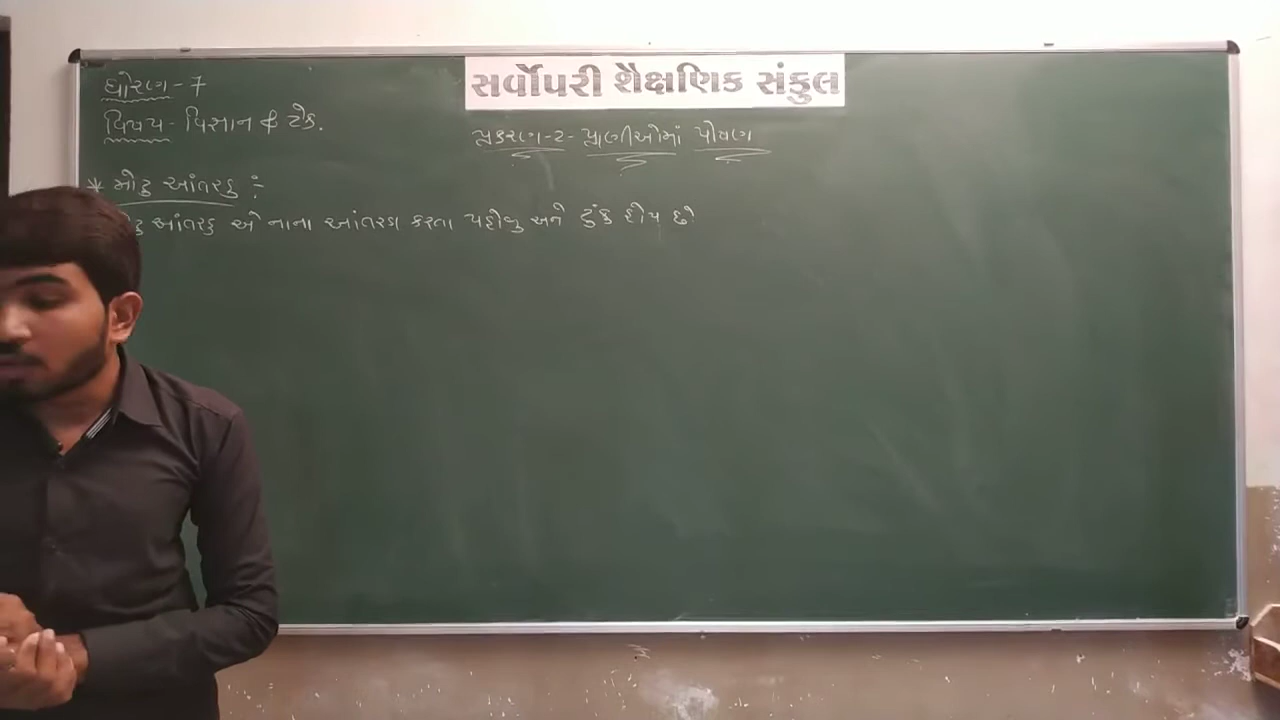 સર્વોપરી શૈક્ષણિક સંકુલ
ધોરણ - 7
વિષય - વિજ્ઞાન & ટેક.
પ્રકરણ-2- પ્રાણીઓમાં પોષણ
* મોટુ આંતરડુ :-
આંતરડુ એ નાના આંતરડા કરતા પહોળુ અને ટુંકુ હોય છે